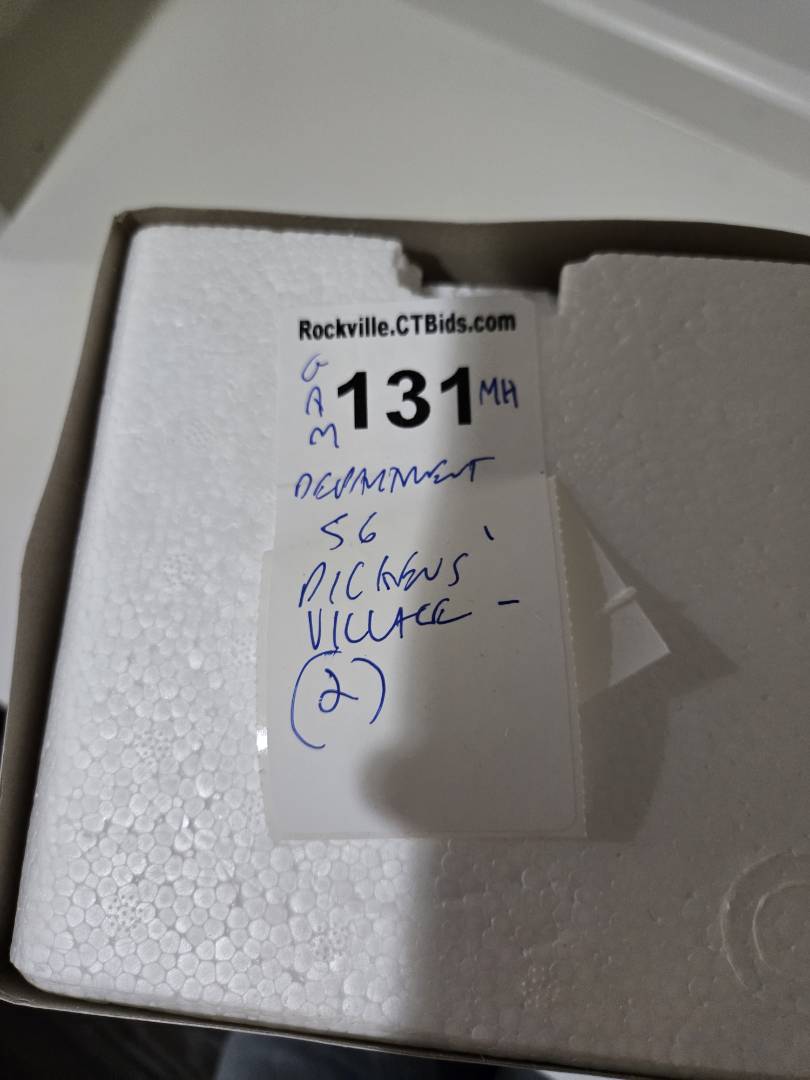 Rockville.CTBids.com
G
A
M
131 MH
DEPARTMENT
56
DICKENS'
VILLAGE -
(2)